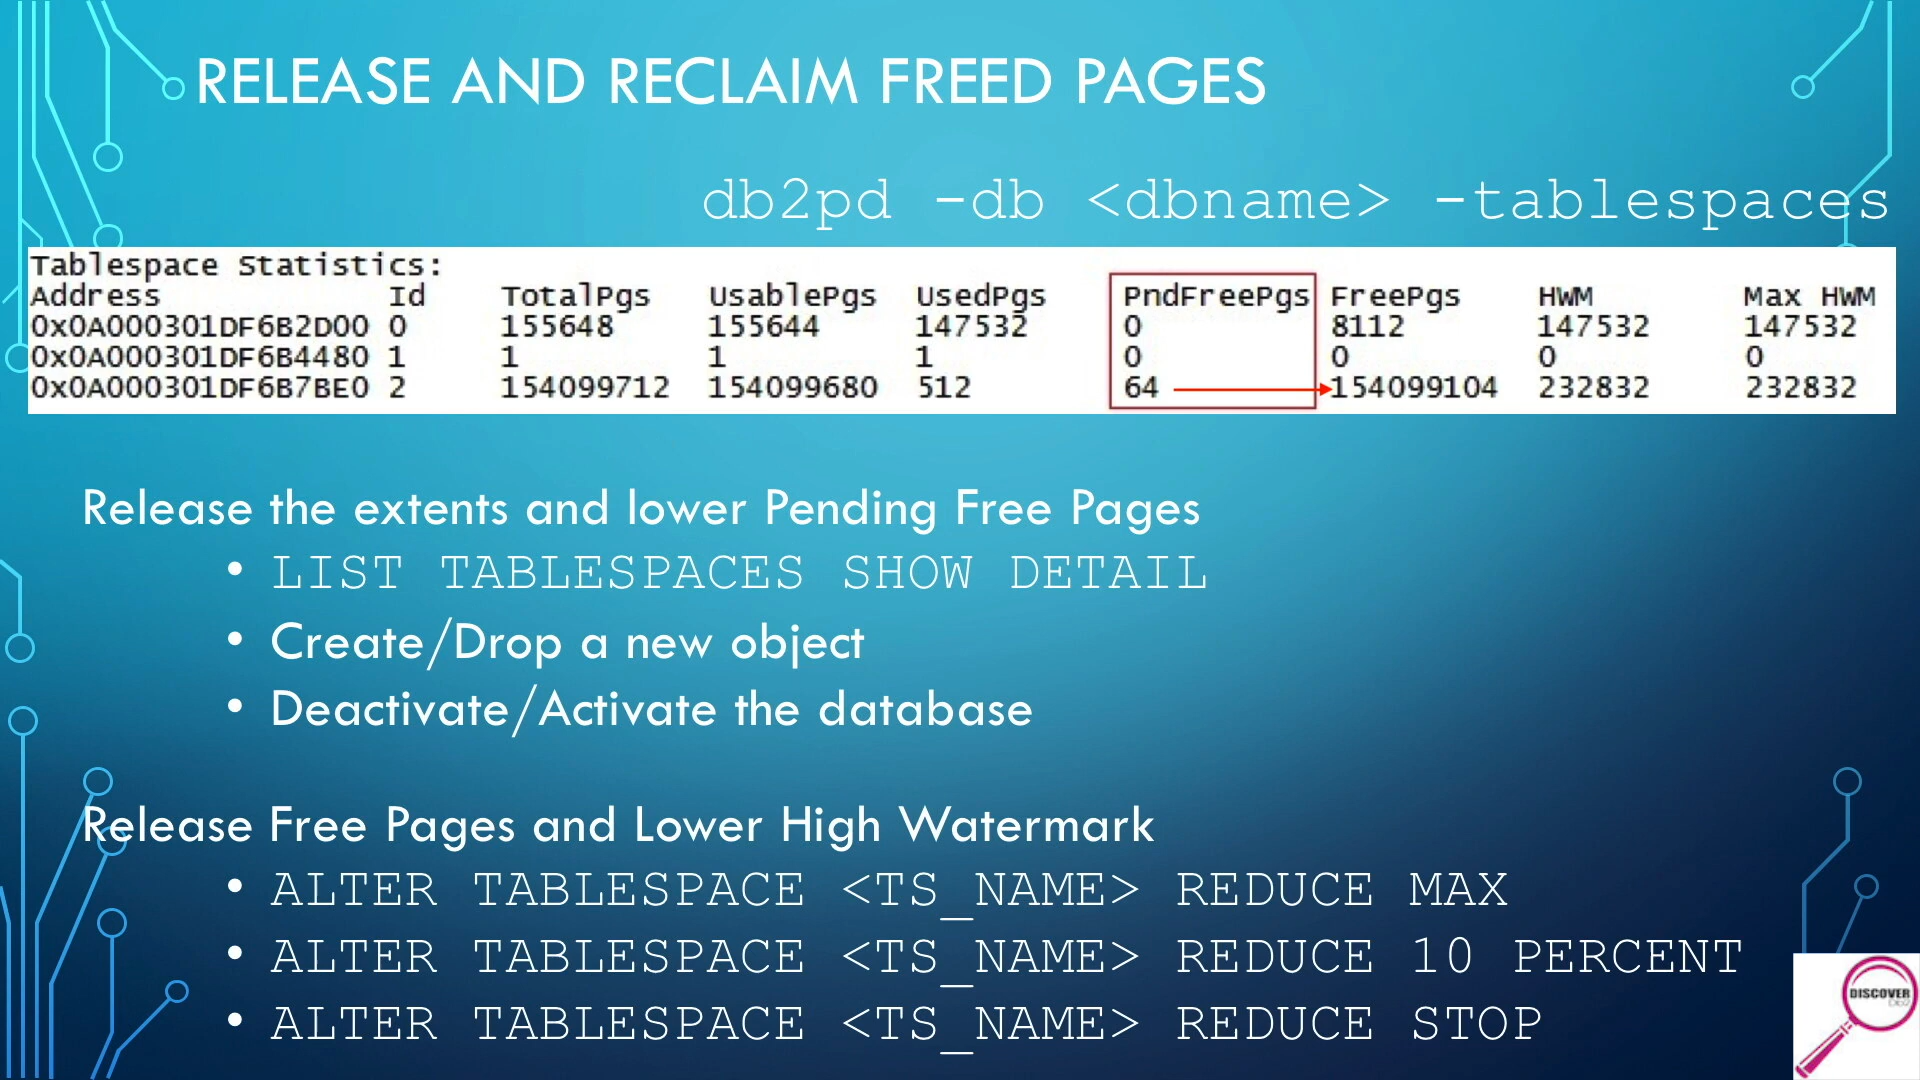 RELEASE AND RECLAIM FREED PAGES
db2pd -db <dbname> -tablespaces
Tablespace Statistics:
Address Id TotalPgs UsablePgs UsedPgs PndFreePgs FreePgs HWM Max HWM
0x0A000301DF6B2D00 0 155648 155644 147532 0 8112 147532 147532
0x0A000301DF6B4480 1 1 1 1 0 0 0 0
0x0A000301DF6B7BE0 2 154099712 154099680 512 64 154099104 232832 232832
Release the extents and lower Pending Free Pages
• LIST TABLESPACES SHOW DETAIL
• Create/Drop a new object
• Deactivate/Activate the database
Release Free Pages and Lower High Watermark
• ALTER TABLESPACE <TS_NAME> REDUCE MAX
• ALTER TABLESPACE <TS_NAME> REDUCE 10 PERCENT
• ALTER TABLESPACE <TS_NAME> REDUCE STOP
DISCOVER
Db2